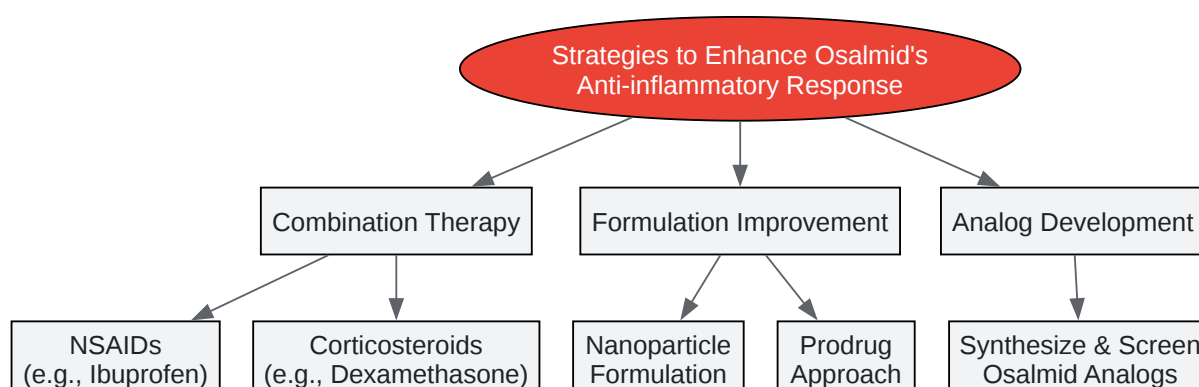 Strategies to Enhance Osalmid's
Anti-inflammatory Response
Combination Therapy
Formulation Improvement
Analog Development
NSAIDs
(e.g., Ibuprofen)
Corticosteroids
(e.g., Dexamethasone)
Nanoparticle
Formulation
Prodrug
Approach
Synthesize & Screen
Osalmid Analogs